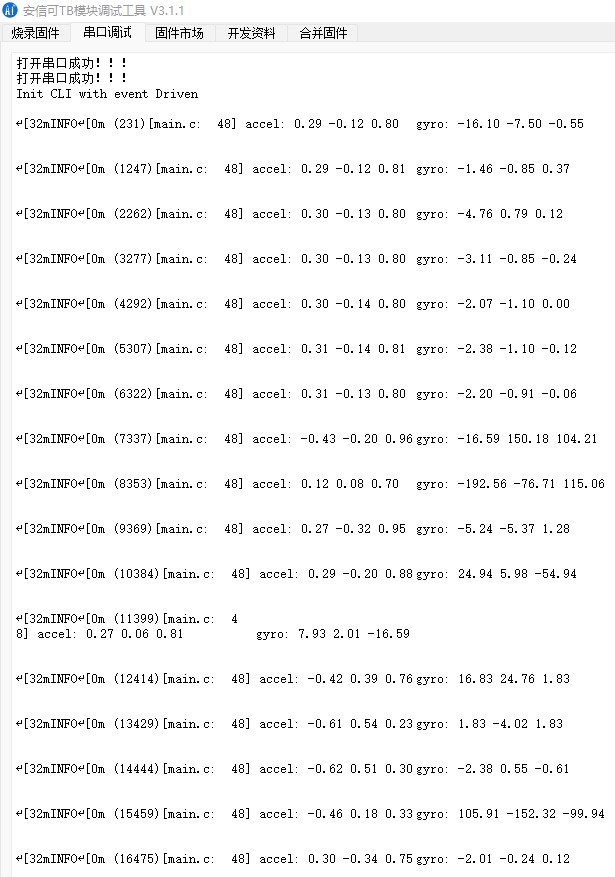 Ai 安信可TB模块调试工具 V3.1.1
烧录固件 串口调试 固件市场 开发资料 合并固件
打开串口成功！！！
打开串口成功！！！
Init CLI with event Driven
↵[32mINFO↵[0m (231)[main.c:  48] accel: 0.29 -0.12 0.80  gyro: -16.10 -7.50 -0.55
↵[32mINFO↵[0m (1247)[main.c:  48] accel: 0.29 -0.12 0.81  gyro: -1.46 -0.85 0.37
↵[32mINFO↵[0m (2262)[main.c:  48] accel: 0.30 -0.13 0.80  gyro: -4.76 0.79 0.12
↵[32mINFO↵[0m (3277)[main.c:  48] accel: 0.30 -0.13 0.80  gyro: -3.11 -0.85 -0.24
↵[32mINFO↵[0m (4292)[main.c:  48] accel: 0.30 -0.14 0.80  gyro: -2.07 -1.10 0.00
↵[32mINFO↵[0m (5307)[main.c:  48] accel: 0.31 -0.14 0.81  gyro: -2.38 -1.10 -0.12
↵[32mINFO↵[0m (6322)[main.c:  48] accel: 0.31 -0.13 0.80  gyro: -2.20 -0.91 -0.06
↵[32mINFO↵[0m (7337)[main.c:  48] accel: -0.43 -0.20 0.96 gyro: -16.59 150.18 104.21
↵[32mINFO↵[0m (8353)[main.c:  48] accel: 0.12 0.08 0.70  gyro: -192.56 -76.71 115.06
↵[32mINFO↵[0m (9369)[main.c:  48] accel: 0.27 -0.32 0.95  gyro: -5.24 -5.37 1.28
↵[32mINFO↵[0m (10384)[main.c:  48] accel: 0.29 -0.20 0.88 gyro: 24.94 5.98 -54.94
↵[32mINFO↵[0m (11399)[main.c:  4
8] accel: 0.27 0.06 0.81  gyro: 7.93 2.01 -16.59
↵[32mINFO↵[0m (12414)[main.c:  48] accel: -0.42 0.39 0.76 gyro: 16.83 24.76 1.83
↵[32mINFO↵[0m (13429)[main.c:  48] accel: -0.61 0.54 0.23 gyro: 1.83 -4.02 1.83
↵[32mINFO↵[0m (14444)[main.c:  48] accel: -0.62 0.51 0.30 gyro: -2.38 0.55 -0.61
↵[32mINFO↵[0m (15459)[main.c:  48] accel: -0.46 0.18 0.33 gyro: 105.91 -152.32 -99.94
↵[32mINFO↵[0m (16475)[main.c:  48] accel: 0.30 -0.34 0.75 gyro: -2.01 -0.24 0.12